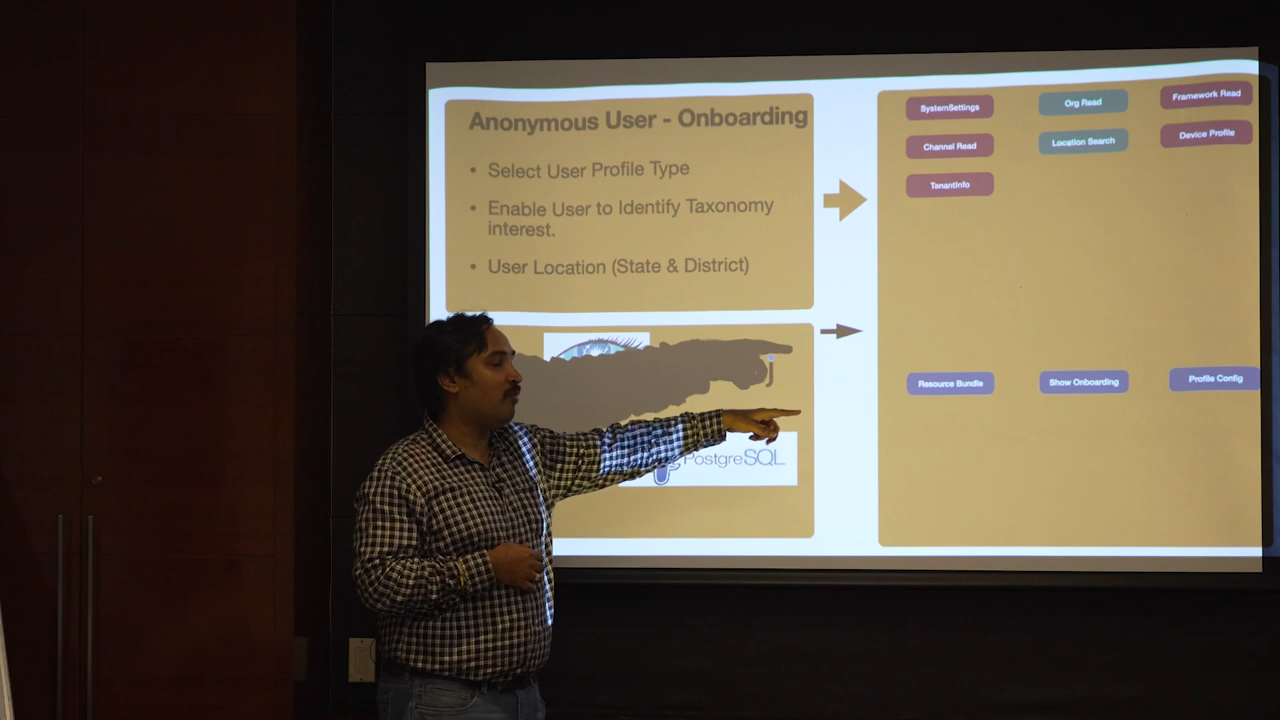 Anonymous User - Onboarding
• Select User Profile Type
• Enable User to Identify Taxonomy
interest.
• User Location (State & District)
j
PostgreSQL
SystemSettings
Org Read
Framework Read
Channel Read
Location Search
Device Profile
TenantInfo
Resource Bundle
Show Onboarding
Profile Config